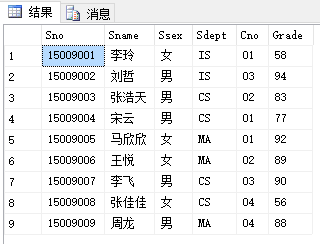 结果 消息
Sno Sname Ssex Sdept Cno Grade
1 15009001 李玲 女 IS 01 58
2 15009002 刘哲 男 IS 03 94
3 15009003 张浩天 男 CS 02 83
4 15009004 宋云 男 CS 01 77
5 15009005 马欣欣 女 MA 01 92
6 15009006 王悦 女 MA 02 89
7 15009007 李飞 男 CS 03 90
8 15009008 张佳佳 女 CS 04 56
9 15009009 周龙 男 MA 04 88